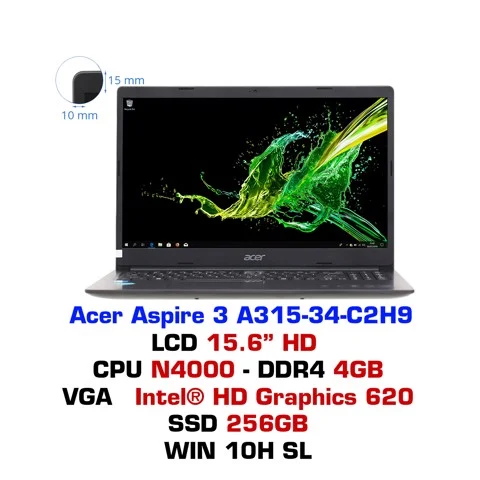 15 mm
10 mm
acer
Acer Aspire 3 A315-34-C2H9
LCD 15.6” HD
CPU N4000 - DDR4 4GB
VGA Intel® HD Graphics 620
SSD 256GB
WIN 10H SL